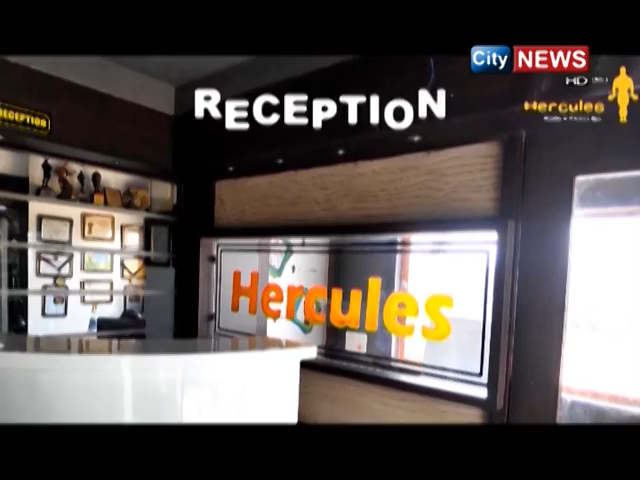 City NEWS
HD
RECEPTION
Hercules
RECEPTION
Hercules